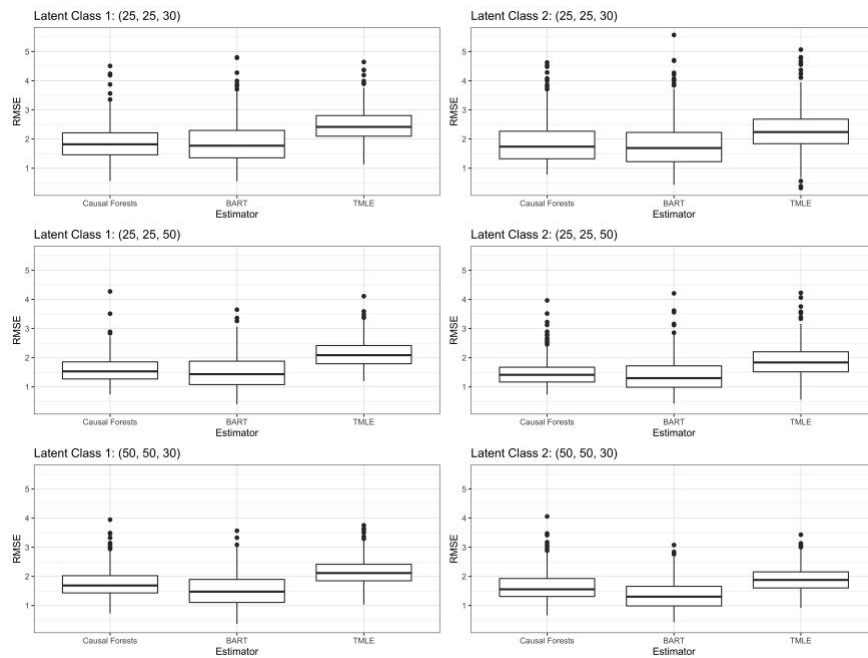 Latent Class 1: (25, 25, 30)
RMSE
5
4
3
2
1
Causal Forests BART TMLE
Estimator
Latent Class 2: (25, 25, 30)
RMSE
5
4
3
2
1
Causal Forests BART TMLE
Estimator
Latent Class 1: (25, 25, 50)
RMSE
5
4
3
2
1
Causal Forests BART TMLE
Estimator
Latent Class 2: (25, 25, 50)
RMSE
5
4
3
2
1
Causal Forests BART TMLE
Estimator
Latent Class 1: (50, 50, 30)
RMSE
5
4
3
2
1
Causal Forests BART TMLE
Estimator
Latent Class 2: (50, 50, 30)
RMSE
5
4
3
2
1
Causal Forests BART TMLE
Estimator